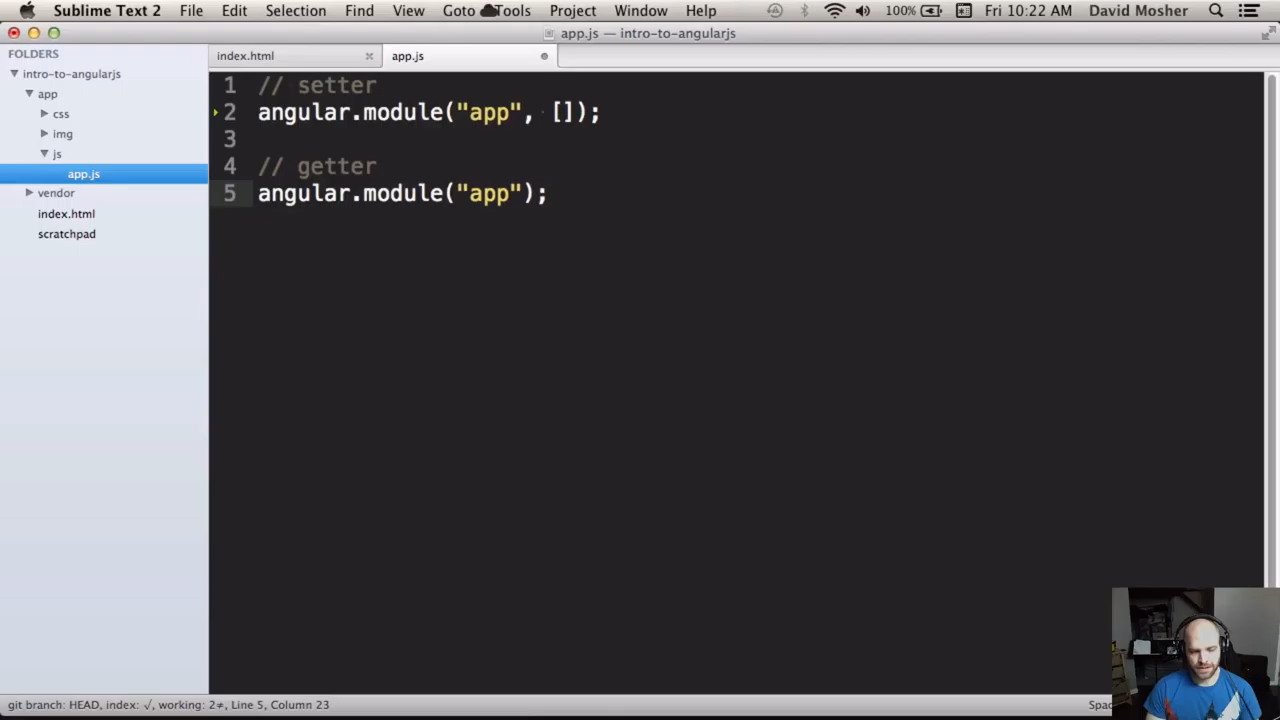 Sublime Text 2 File Edit Selection Find View Goto Tools Project Window Help 100% Fri 10:22 AM David Mosher
app.js — intro-to-angularjs
FOLDERS
intro-to-angularjs
app
css
img
js
app.js
vendor
index.html
scratchpad
index.html app.js
1 // setter
2 angular.module("app", []);
3
4 // getter
5 angular.module("app");
git branch: HEAD, index: √, working: 2≠, Line 5, Column 23